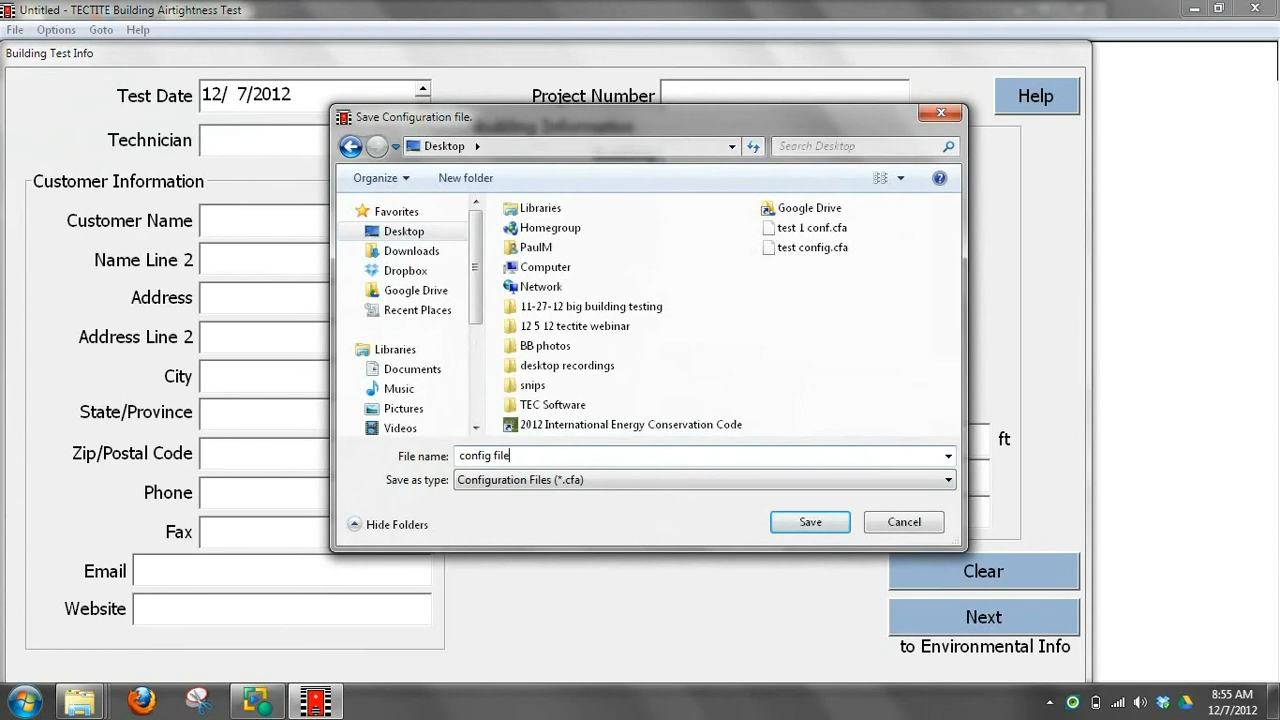 Untitled - TECTITE Building Airtightness Test
File Options Goto Help
Building Test Info
Test Date 12/ 7/2012
Project Number
Help
Technician
Customer Information
Customer Name
Name Line 2
Address
Address Line 2
City
State/Province
Zip/Postal Code
Phone
Fax
Email
Website
Building Information
ft
Clear
Next
to Environmental Info
Save Configuration file.
Desktop
Search Desktop
Organize
New folder
Favorites
Desktop
Downloads
Dropbox
Google Drive
Recent Places
Libraries
Documents
Music
Pictures
Videos
Libraries
Homegroup
PaulM
Computer
Network
11-27-12 big building testing
12 5 12 tectite webinar
BB photos
desktop recordings
snips
TEC Software
2012 International Energy Conservation Code
Google Drive
test 1 conf.cfa
test config.cfa
File name: config file
Save as type: Configuration Files (*.cfa)
Hide Folders
Save
Cancel
8:55 AM
12/7/2012